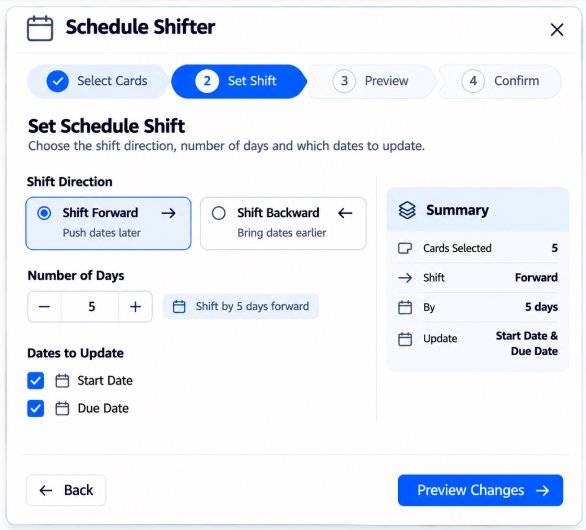 Schedule Shifter
Select Cards
2 Set Shift
3 Preview
4 Confirm
Set Schedule Shift
Choose the shift direction, number of days and which dates to update.
Shift Direction
Shift Forward
Push dates later
Shift Backward
Bring dates earlier
Number of Days
5
Shift by 5 days forward
Dates to Update
Start Date
Due Date
Summary
Cards Selected 5
Shift Forward
By 5 days
Update Start Date &
Due Date
Back
Preview Changes